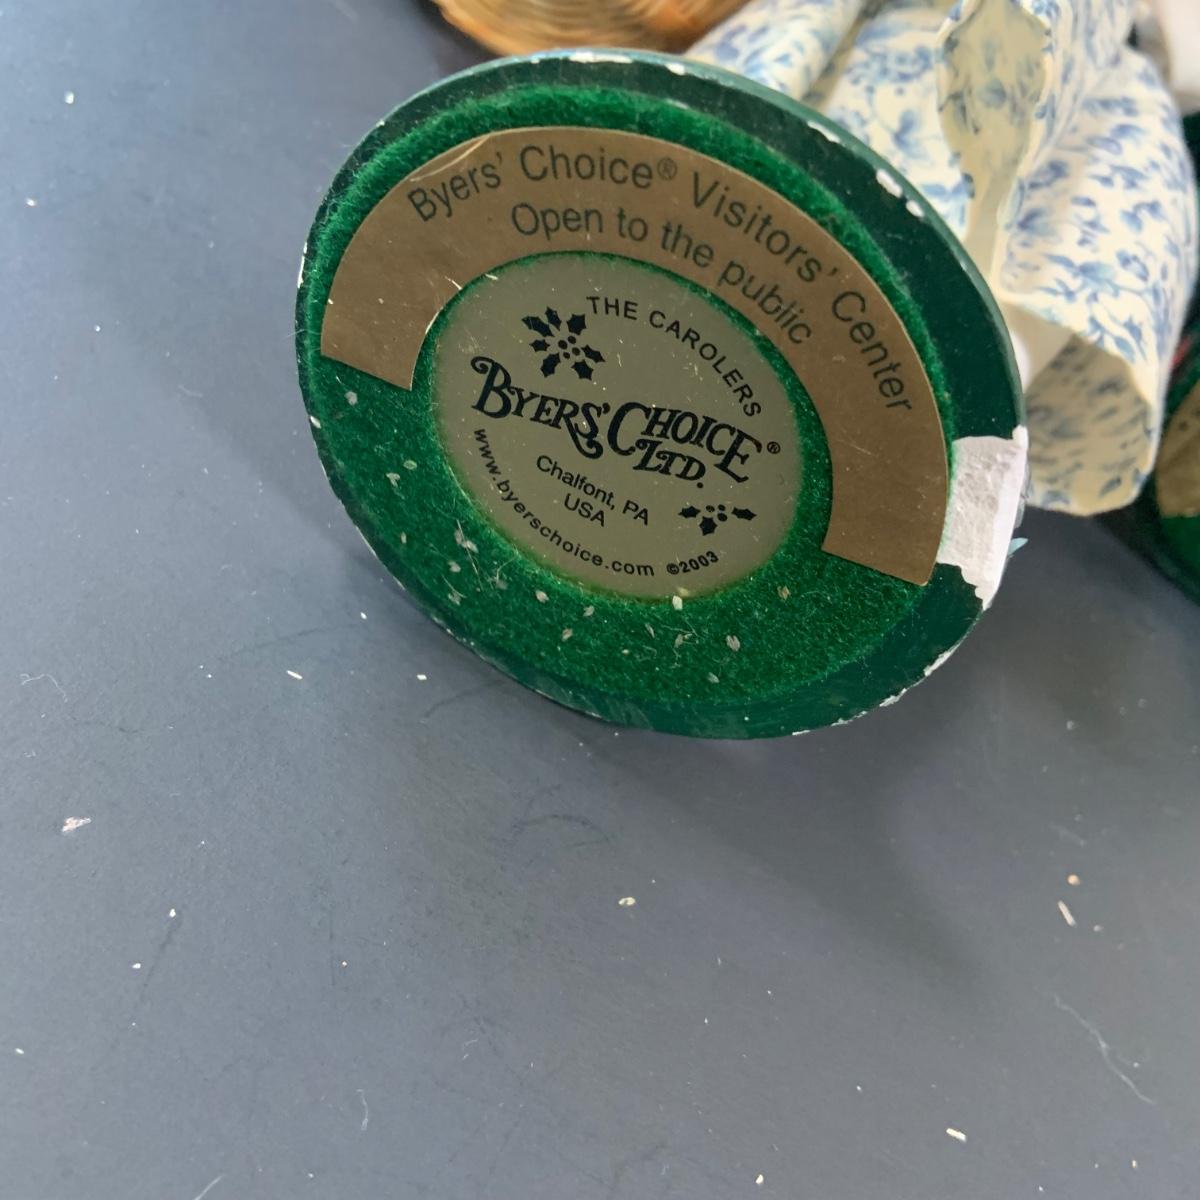 Byers' Choice® Visitors' Center
Open to the public
THE CAROLERS
BYERS' CHOICE®
LTD.
Chalfont, PA
USA
www.byerschoice.com ©2003